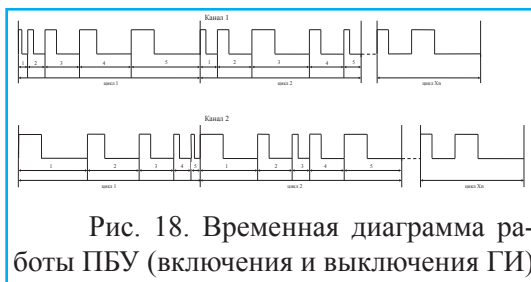 Канал 1
1 2 3 4 5 1 2 3 4 5
цикл 1 цикл 2 цикл Xn
Канал 2
1 2 3 4 5 1 2 3 4 5
цикл 1 цикл 2 цикл Xn
Рис. 18. Временная диаграмма ра-
боты ПБУ (включения и выключения ГИ)